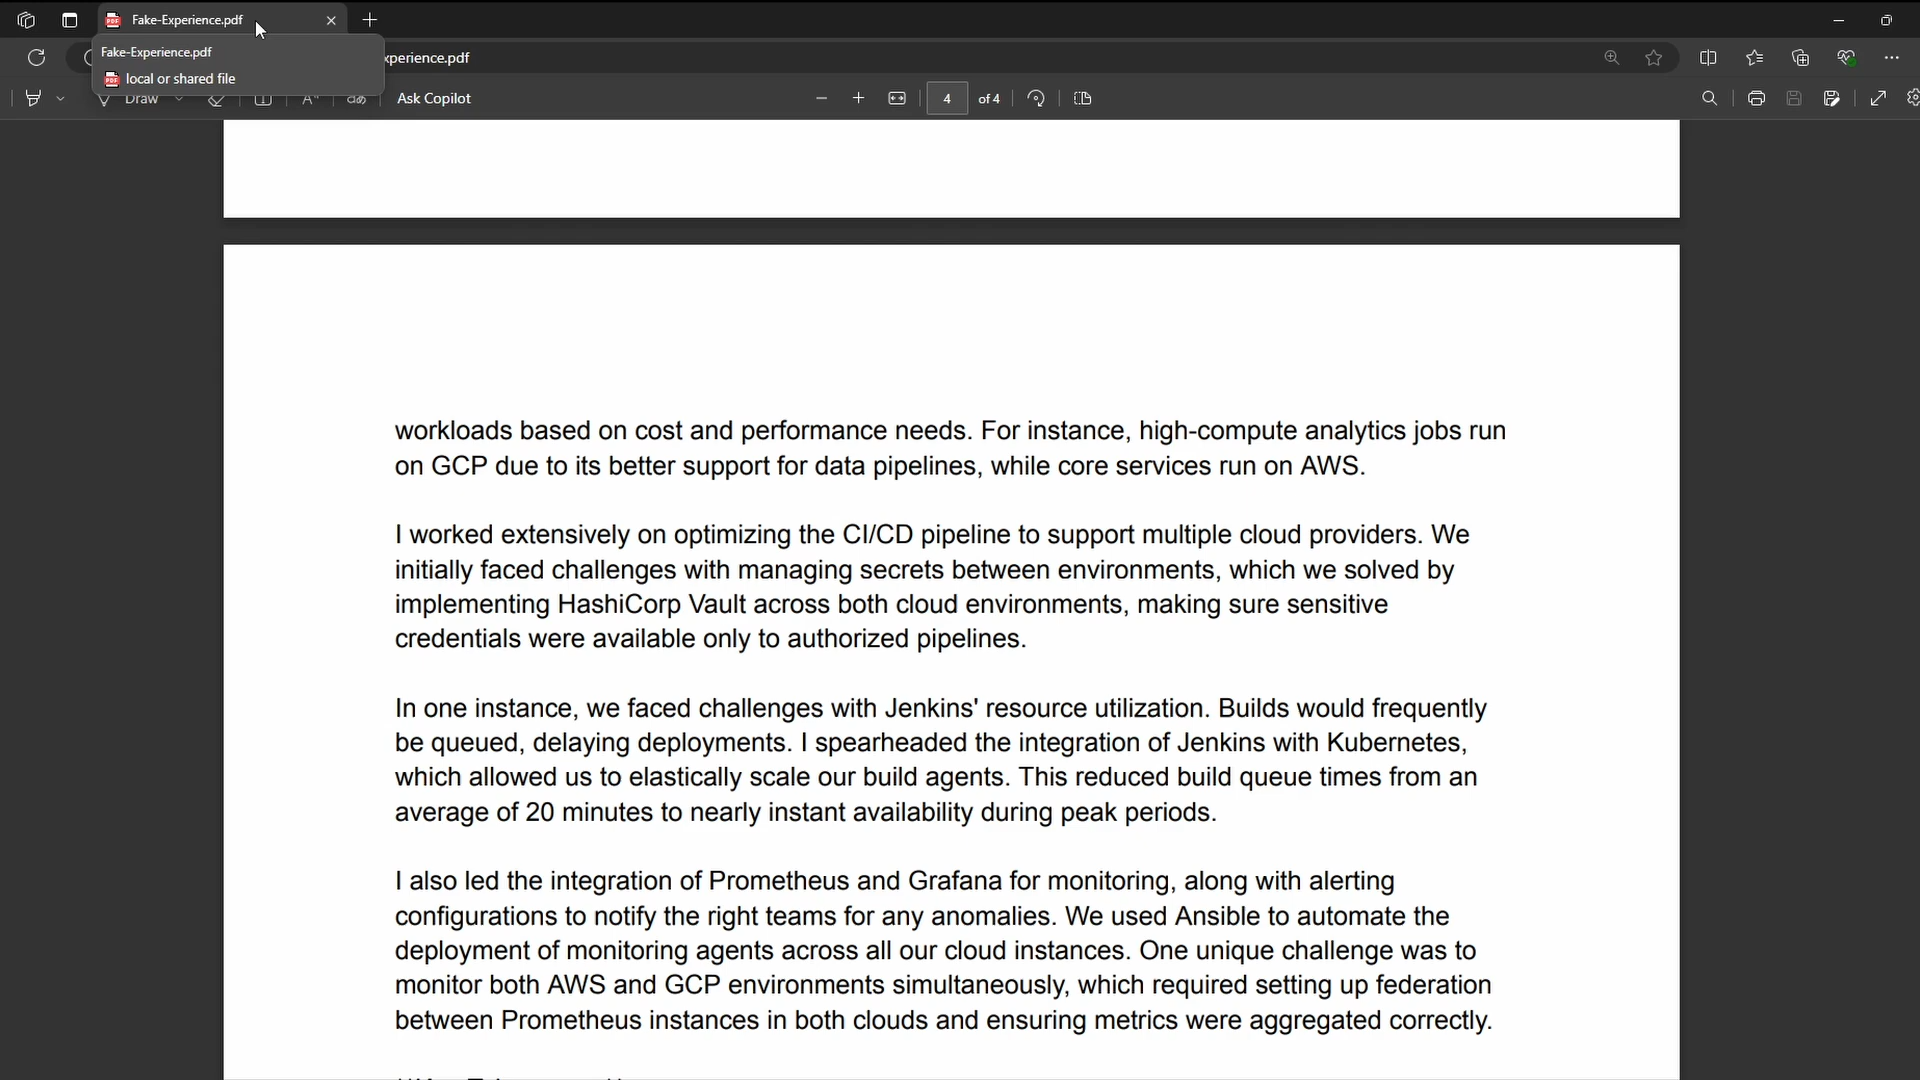 Fake-Experience.pdf
Fake-Experience.pdf
local or shared file
xperience.pdf
Draw
Ask Copilot
4 of 4
workloads based on cost and performance needs. For instance, high-compute analytics jobs run
on GCP due to its better support for data pipelines, while core services run on AWS.
I worked extensively on optimizing the CI/CD pipeline to support multiple cloud providers. We
initially faced challenges with managing secrets between environments, which we solved by
implementing HashiCorp Vault across both cloud environments, making sure sensitive
credentials were available only to authorized pipelines.
In one instance, we faced challenges with Jenkins' resource utilization. Builds would frequently
be queued, delaying deployments. I spearheaded the integration of Jenkins with Kubernetes,
which allowed us to elastically scale our build agents. This reduced build queue times from an
average of 20 minutes to nearly instant availability during peak periods.
I also led the integration of Prometheus and Grafana for monitoring, along with alerting
configurations to notify the right teams for any anomalies. We used Ansible to automate the
deployment of monitoring agents across all our cloud instances. One unique challenge was to
monitor both AWS and GCP environments simultaneously, which required setting up federation
between Prometheus instances in both clouds and ensuring metrics were aggregated correctly.